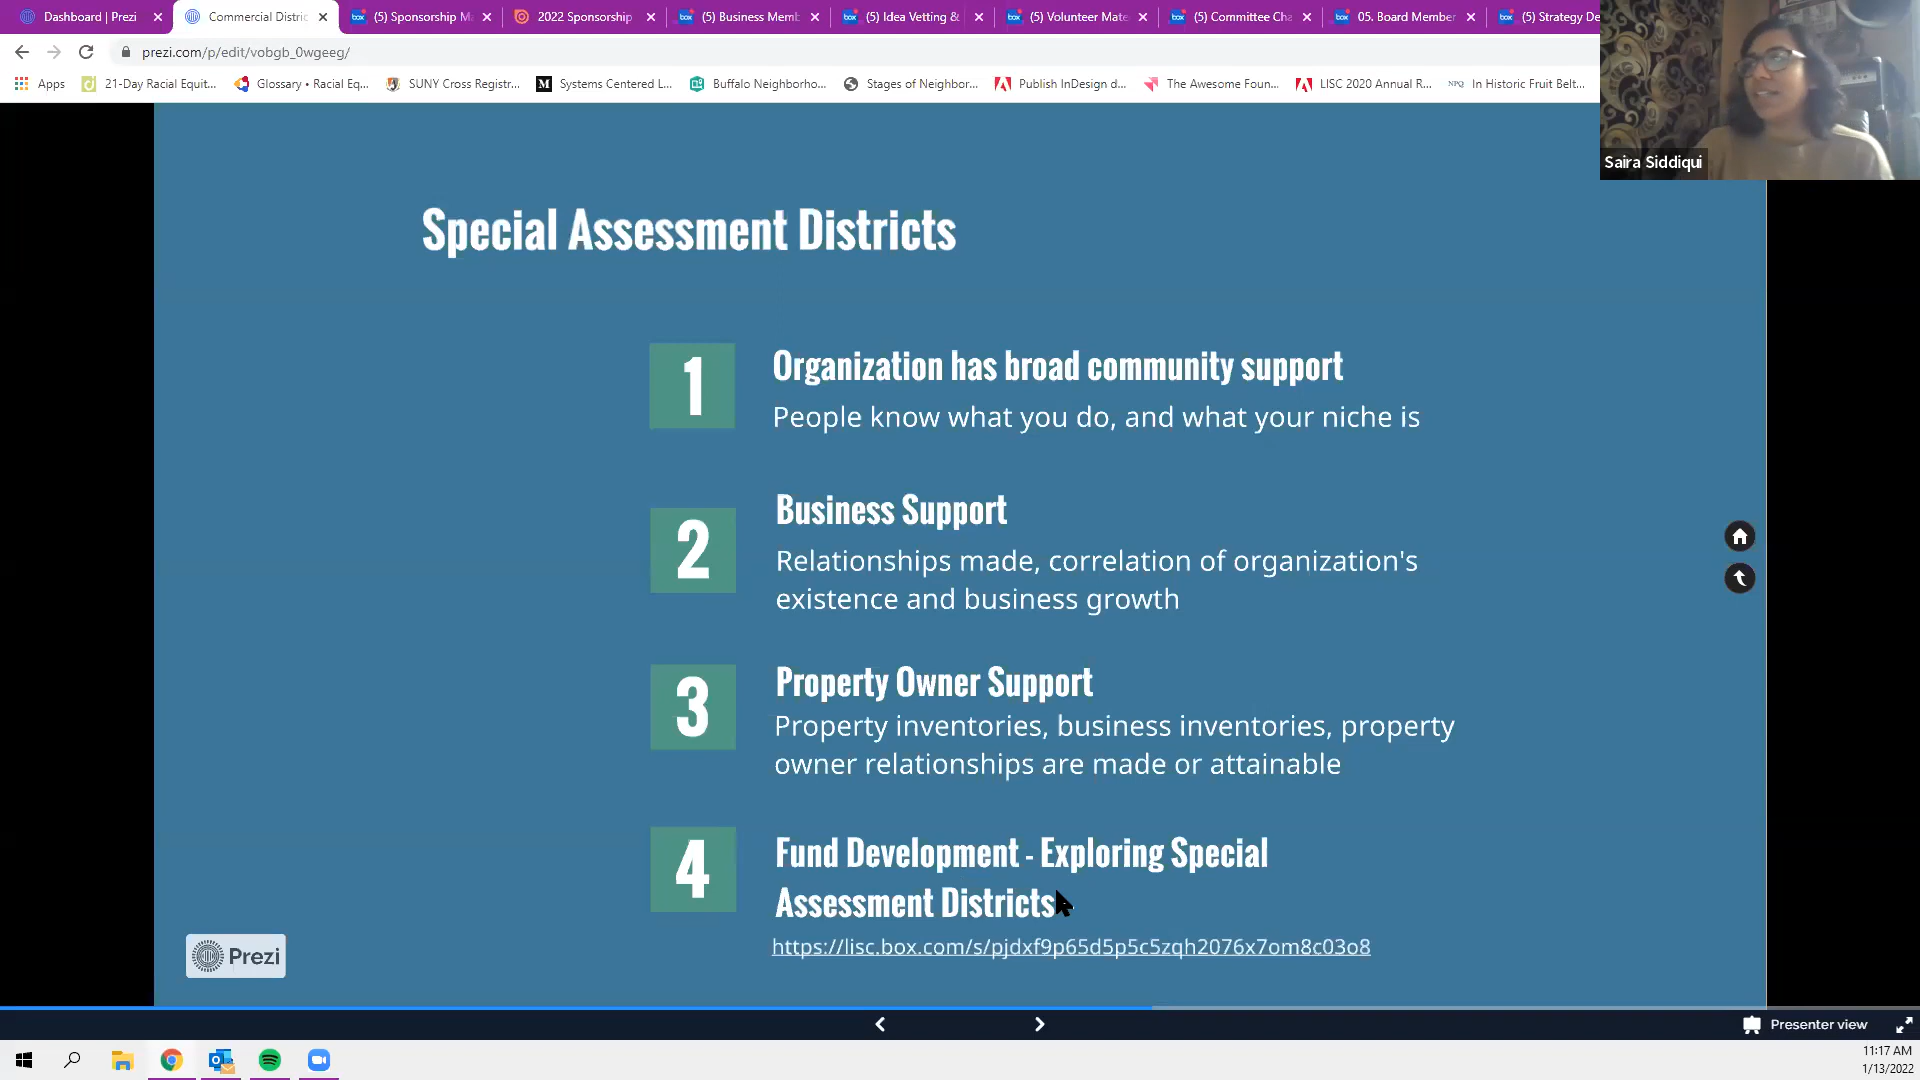 Dashboard | Prezi
Commercial Distric
(5) Sponsorship Ma
2022 Sponsorship
(5) Business Memb
(5) Idea Vetting &
(5) Volunteer Mate
(5) Committee Cha
05. Board Member
(5) Strategy De
prezi.com/p/edit/vobgb_0wgeeg/
Apps
21-Day Racial Equit...
Glossary • Racial Eq...
SUNY Cross Registr...
Systems Centered L...
Buffalo Neighborho...
Stages of Neighbor...
Publish InDesign d...
The Awesome Foun...
LISC 2020 Annual R...
NPQ
In Historic Fruit Belt...
Saira Siddiqui
Special Assessment Districts
1
Organization has broad community support
People know what you do, and what your niche is
2
Business Support
Relationships made, correlation of organization's
existence and business growth
3
Property Owner Support
Property inventories, business inventories, property
owner relationships are made or attainable
4
Fund Development - Exploring Special
Assessment Districts
https://lisc.box.com/s/pjdxf9p65d5p5c5zqh2076x7om8c03o8
Prezi
Presenter view
11:17 AM
1/13/2022